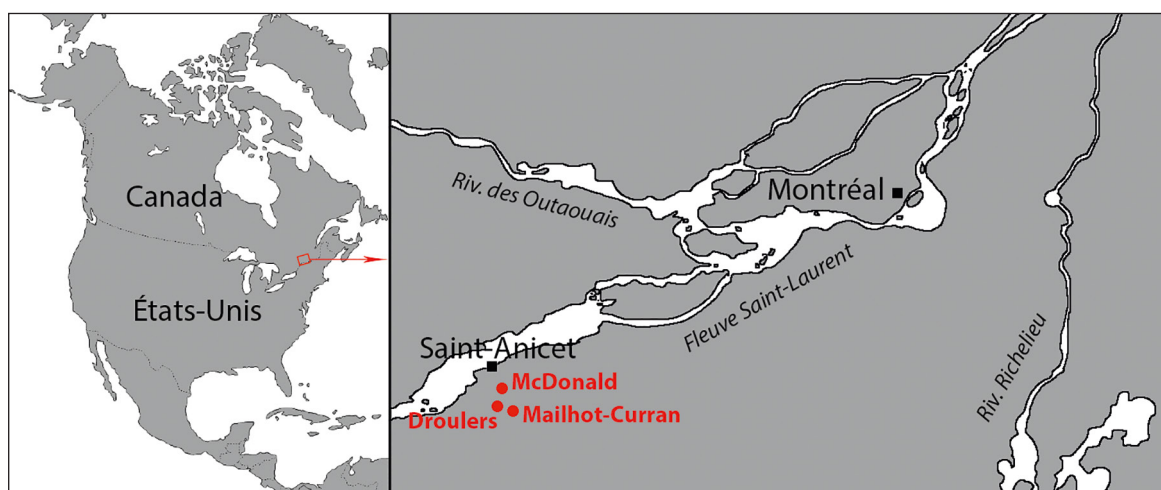 Canada
États-Unis
Riv. des Outaouais
Montréal
Fleuve Saint-Laurent
Saint-Anicet
McDonald
Droulers
Mailhot-Curran
Riv. Richelieu